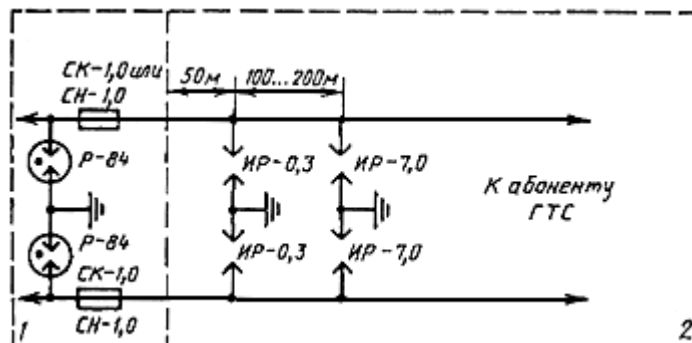 СК-1,0 или
СН-1,0
50м
100...200м
Р-84
ИР-0,3
ИР-7,0
К абоненту
ГТС
Р-84
ИР-0,3
ИР-7,0
СК-1,0
СН-1,0
1
2